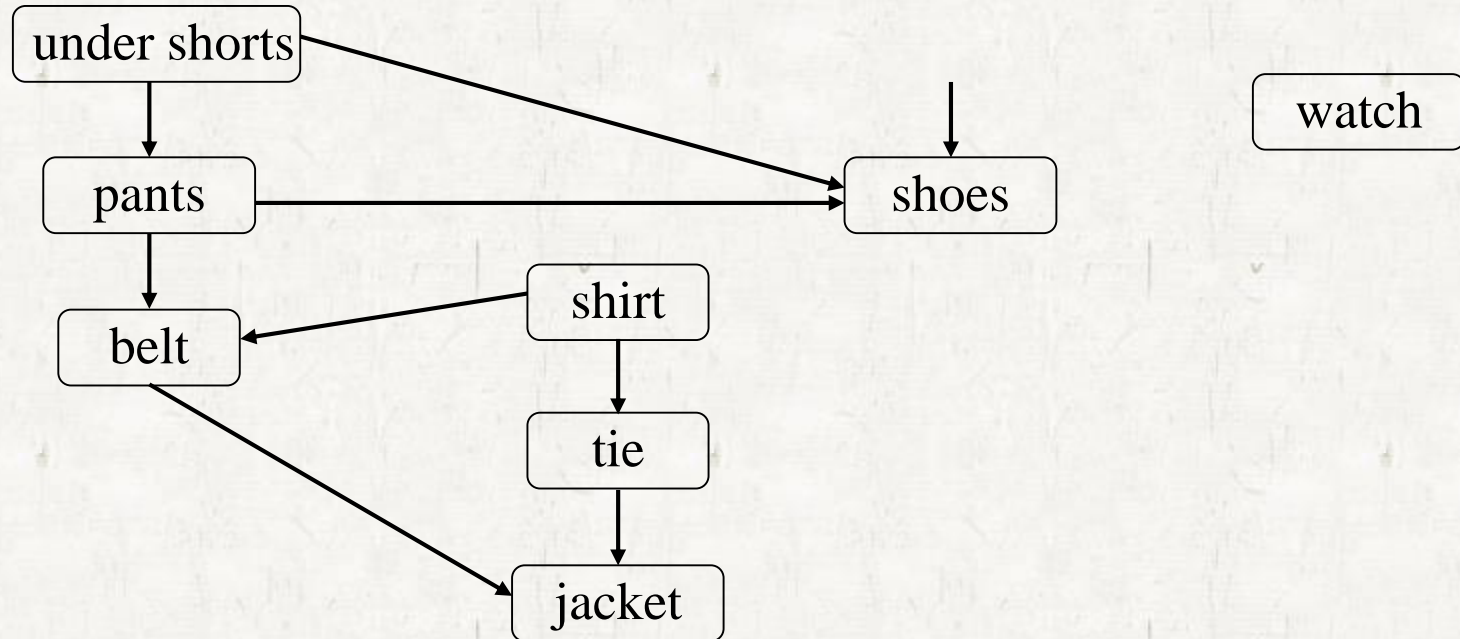 under shorts
watch
pants
shoes
shirt
belt
tie
jacket